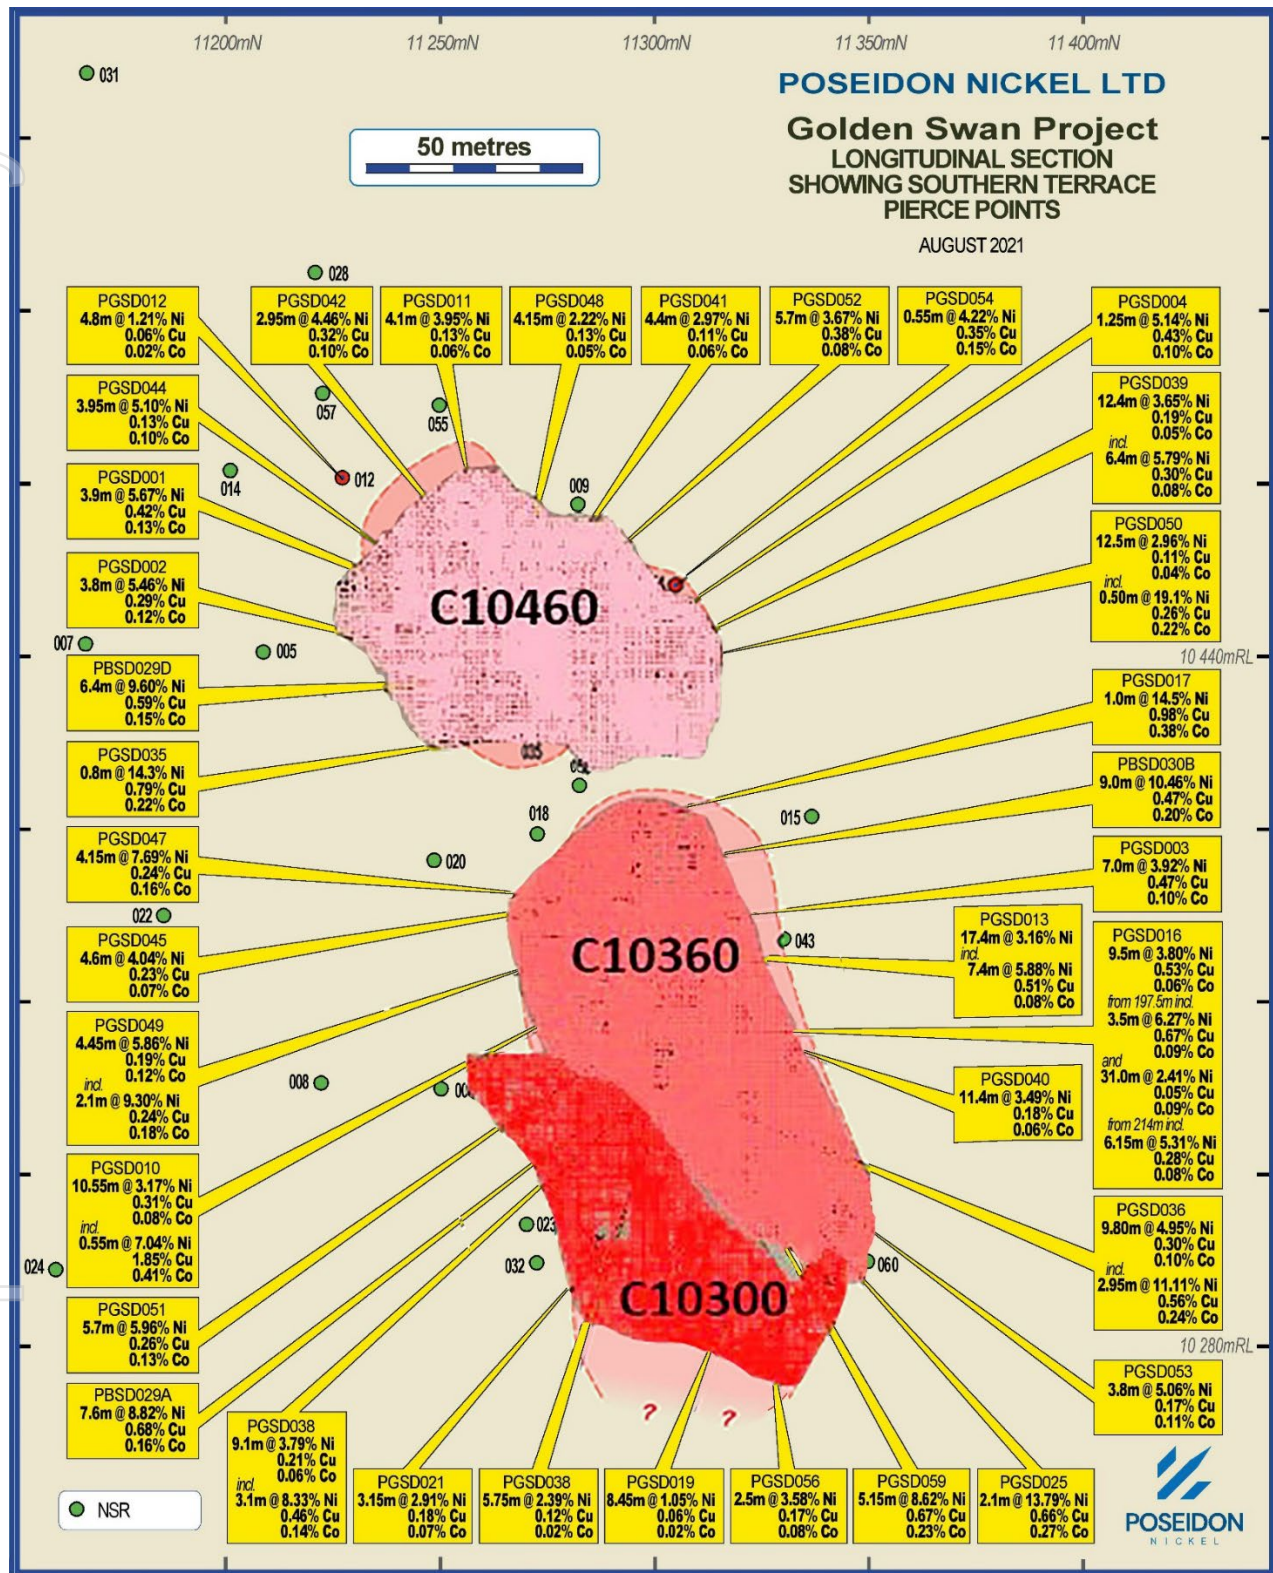 11200mN
11 250mN
11300mN
11 350mN
11 400mN
031
POSEIDON NICKEL LTD
Golden Swan Project
LONGITUDINAL SECTION
SHOWING SOUTHERN TERRACE
PIERCE POINTS
AUGUST 2021
50 metres
028
PGSD012
4.8m @ 1.21% Ni
0.06% Cu
0.02% Co
PGSD042
2.95m @ 4.46% Ni
0.32% Cu
0.10% Co
PGSD011
4.1m @ 3.95% Ni
0.13% Cu
0.06% Co
PGSD048
4.15m @ 2.22% Ni
0.13% Cu
0.05% Co
PGSD041
4.4m @ 2.97% Ni
0.11% Cu
0.06% Co
PGSD052
5.7m @ 3.67% Ni
0.38% Cu
0.08% Co
PGSD054
0.55m @ 4.22% Ni
0.35% Cu
0.15% Co
PGSD004
1.25m @ 5.14% Ni
0.43% Cu
0.10% Co
PGSD044
3.95m @ 5.10% Ni
0.13% Cu
0.10% Co
057
055
PGSD039
12.4m @ 3.65% Ni
0.19% Cu
0.05% Co
incl.
6.4m @ 5.79% Ni
0.30% Cu
0.08% Co
PGSD001
3.9m @ 5.67% Ni
0.42% Cu
0.13% Co
014
012
009
PGSD050
12.5m @ 2.96% Ni
0.11% Cu
0.04% Co
incl.
0.50m @ 19.1% Ni
0.26% Cu
0.22% Co
PGSD002
3.8m @ 5.46% Ni
0.29% Cu
0.12% Co
C10460
007
005
10 440mRL
PBSD029D
6.4m @ 9.60% Ni
0.59% Cu
0.15% Co
PGSD017
1.0m @ 14.5% Ni
0.98% Cu
0.38% Co
PGSD035
0.8m @ 14.3% Ni
0.79% Cu
0.22% Co
035
PBSD030B
9.0m @ 10.46% Ni
0.47% Cu
0.20% Co
018
015
020
PGSD047
4.15m @ 7.69% Ni
0.24% Cu
0.16% Co
PGSD003
7.0m @ 3.92% Ni
0.47% Cu
0.10% Co
022
043
PGSD045
4.6m @ 4.04% Ni
0.23% Cu
0.07% Co
C10360
PGSD013
17.4m @ 3.16% Ni
incl.
7.4m @ 5.88% Ni
0.51% Cu
0.08% Co
PGSD016
9.5m @ 3.80% Ni
0.53% Cu
0.06% Co
from 197.5m incl.
3.5m @ 6.27% Ni
0.67% Cu
0.09% Co
and
31.0m @ 2.41% Ni
0.05% Cu
0.09% Co
from 214m incl.
6.15m @ 5.31% Ni
0.28% Cu
0.08% Co
PGSD049
4.45m @ 5.86% Ni
0.19% Cu
0.12% Co
incl.
2.1m @ 9.30% Ni
0.24% Cu
0.18% Co
008
PGSD040
11.4m @ 3.49% Ni
0.18% Cu
0.06% Co
PGSD010
10.55m @ 3.17% Ni
0.31% Cu
0.08% Co
incl.
0.55m @ 7.04% Ni
1.85% Cu
0.41% Co
023
032
024
060
PGSD036
9.80m @ 4.95% Ni
0.30% Cu
0.10% Co
incl.
2.95m @ 11.11% Ni
0.56% Cu
0.24% Co
C10300
PGSD051
5.7m @ 5.96% Ni
0.26% Cu
0.13% Co
10 280mRL
PGSD053
3.8m @ 5.06% Ni
0.17% Cu
0.11% Co
PBSD029A
7.6m @ 8.82% Ni
0.68% Cu
0.16% Co
? ?
PGSD038
9.1m @ 3.79% Ni
0.21% Cu
0.06% Co
incl.
3.1m @ 8.33% Ni
0.46% Cu
0.14% Co
PGSD021
3.15m @ 2.91% Ni
0.18% Cu
0.07% Co
PGSD038
5.75m @ 2.39% Ni
0.12% Cu
0.02% Co
PGSD019
8.45m @ 1.05% Ni
0.06% Cu
0.02% Co
PGSD056
2.5m @ 3.58% Ni
0.17% Cu
0.08% Co
PGSD059
5.15m @ 8.62% Ni
0.67% Cu
0.23% Co
PGSD025
2.1m @ 13.79% Ni
0.66% Cu
0.27% Co
NSR
POSEIDON
NICKEL